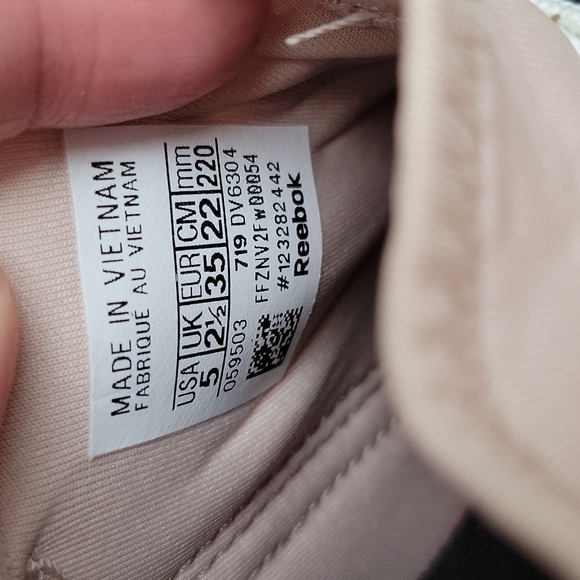 MADE IN VIETNAM
FABRIQUÉ AU VIETNAM
USA UK EUR CM mm
5 2½ 35 22 220
059503 719 DV6304
FFZNV2FW00054
#123282442
Reebok